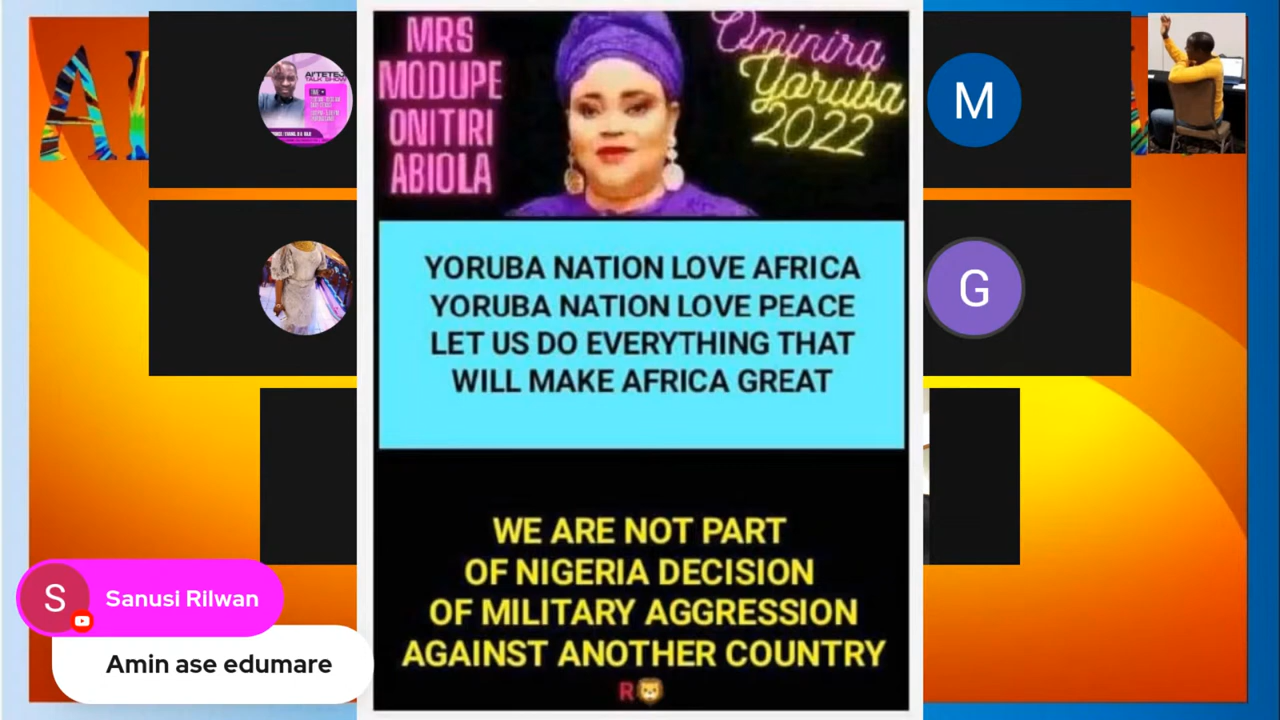 MRS
MODUPE
ONITIRI
ABIOLA
Ominira
Yoruba
2022
YORUBA NATION LOVE AFRICA
YORUBA NATION LOVE PEACE
LET US DO EVERYTHING THAT
WILL MAKE AFRICA GREAT
WE ARE NOT PART
OF NIGERIA DECISION
OF MILITARY AGGRESSION
AGAINST ANOTHER COUNTRY
R
M
G
S
Sanusi Rilwan
Amin ase edumare